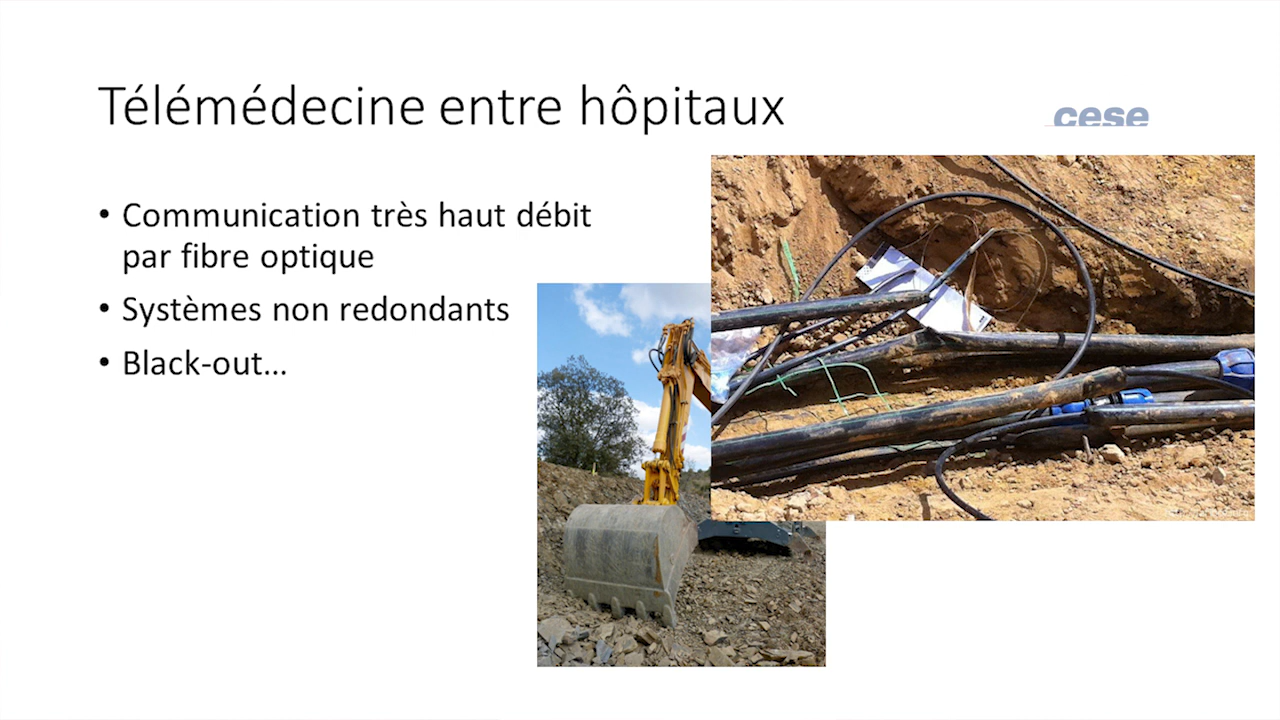 Télémédecine entre hôpitaux
cese
• Communication très haut débit
par fibre optique
• Systèmes non redondants
• Black-out...